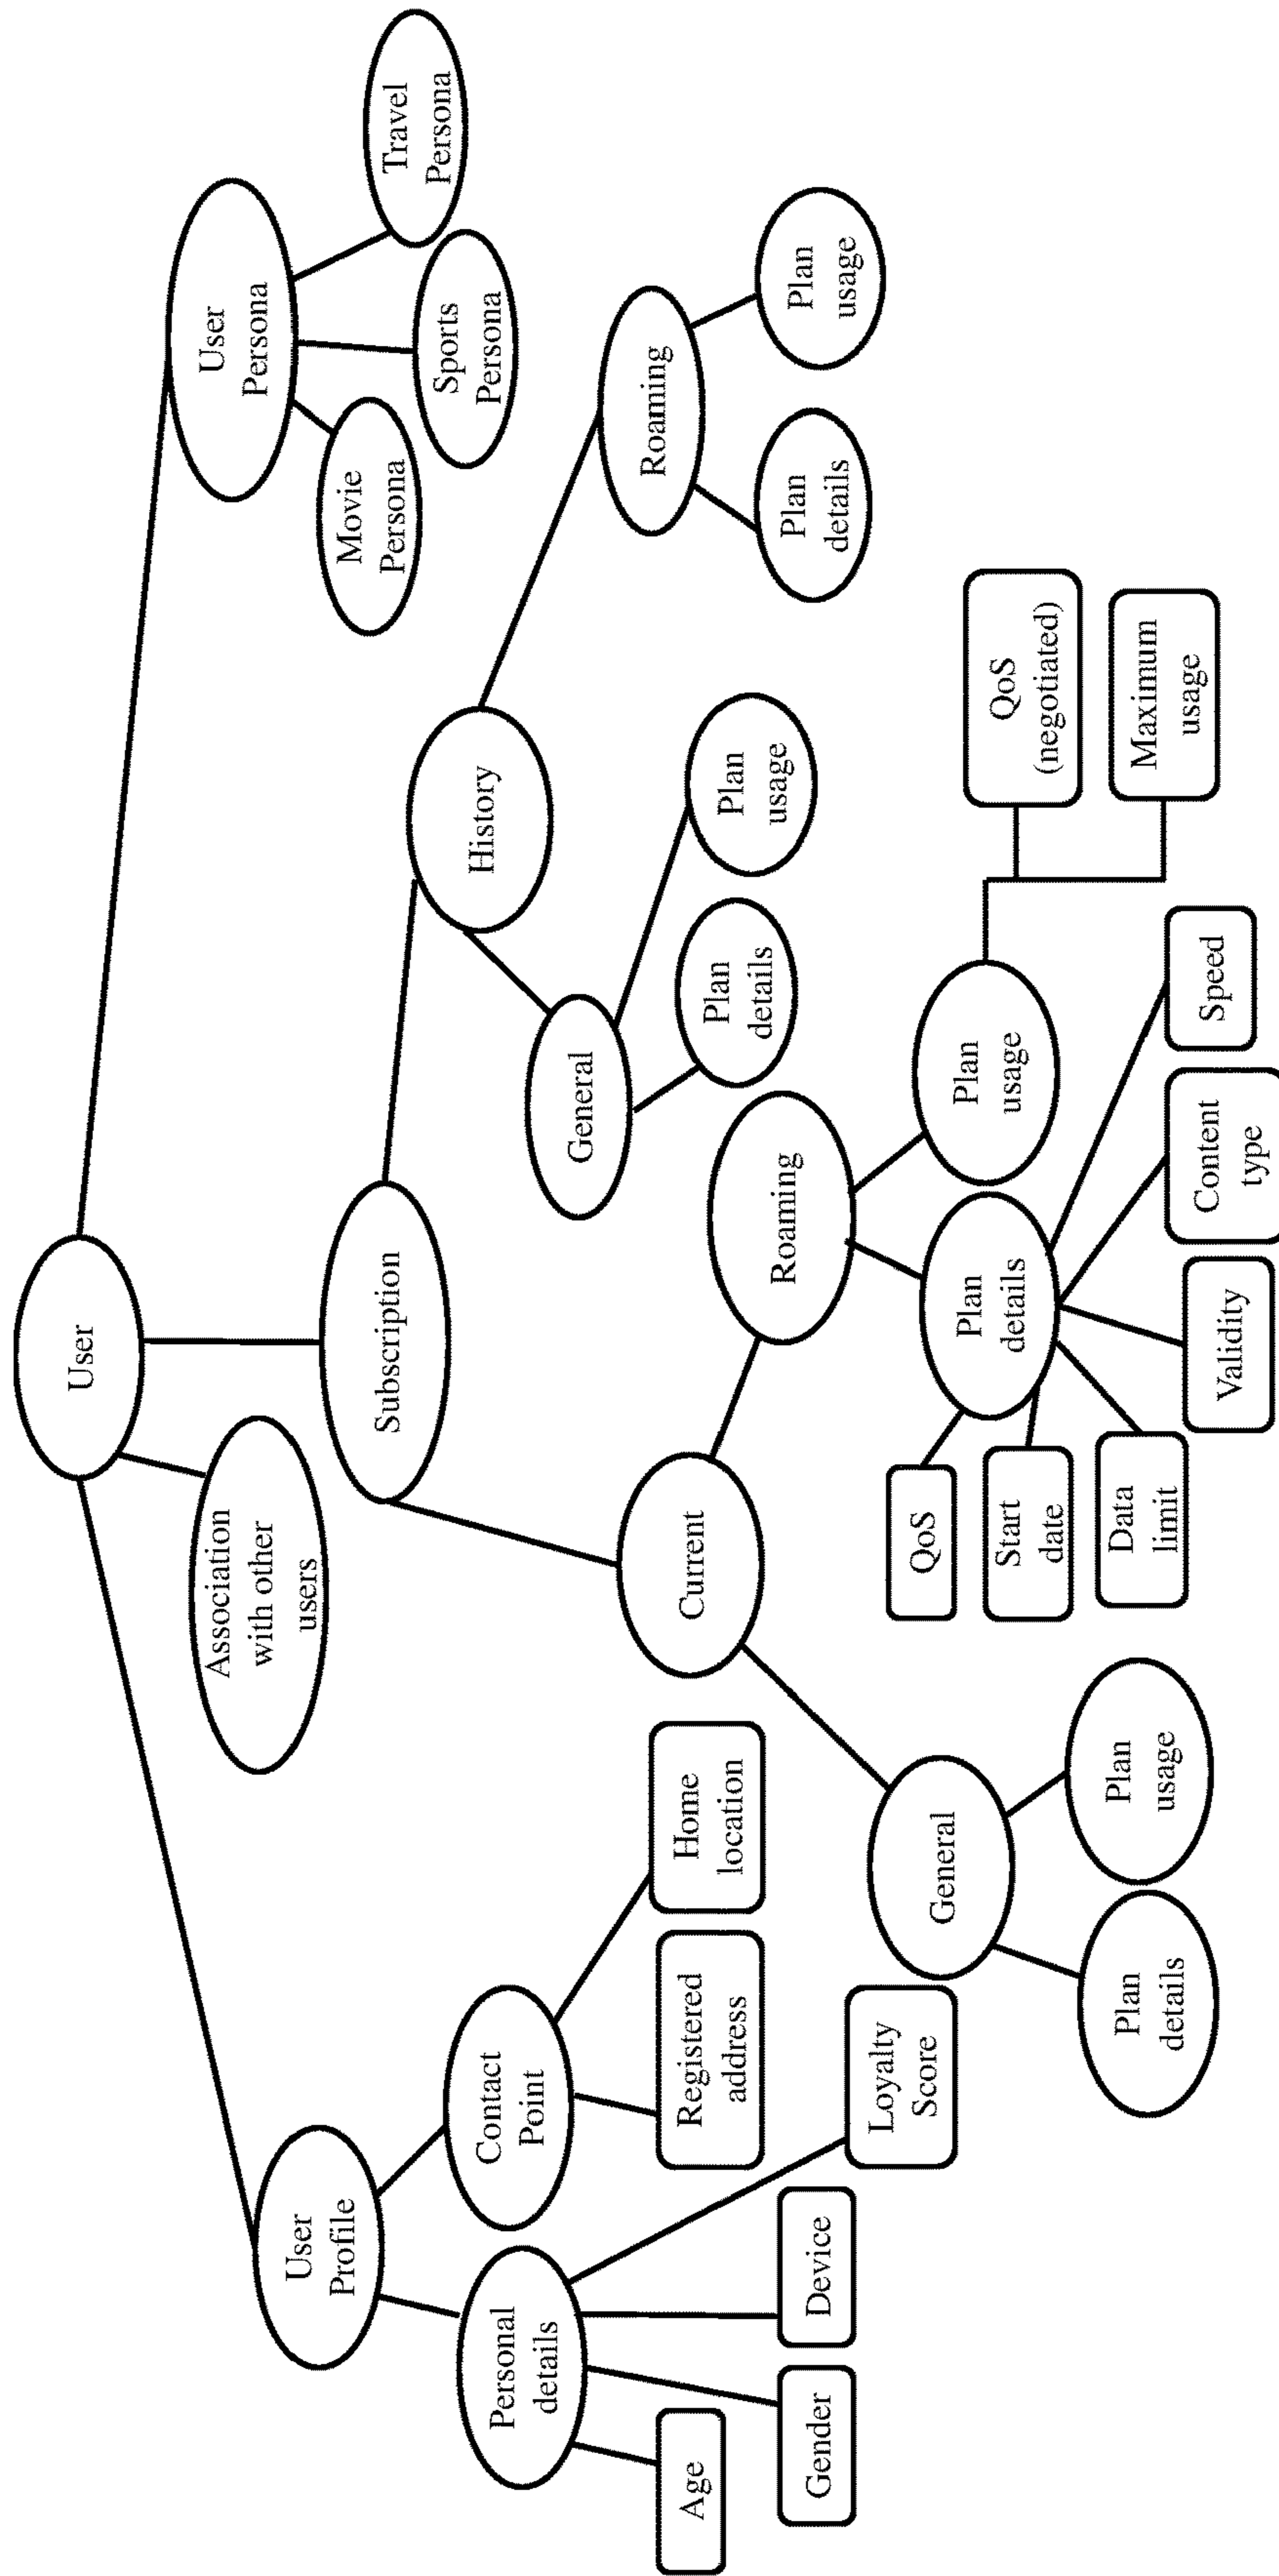 User
User
Persona
Association
with other
users
User
Profile
Subscription
Movie
Persona
Sports
Persona
Travel
Persona
Contact
Point
History
Personal
details
General
Roaming
Registered
address
Home
location
Current
Plan
details
Plan
usage
Plan
details
Plan
usage
Age
Gender
Device
Loyalty
Score
Roaming
General
Plan
details
Plan
usage
QoS
Start
date
Data
limit
Validity
Content
type
Speed
QoS
(negotiated)
Maximum
usage
Plan
details
Plan
usage